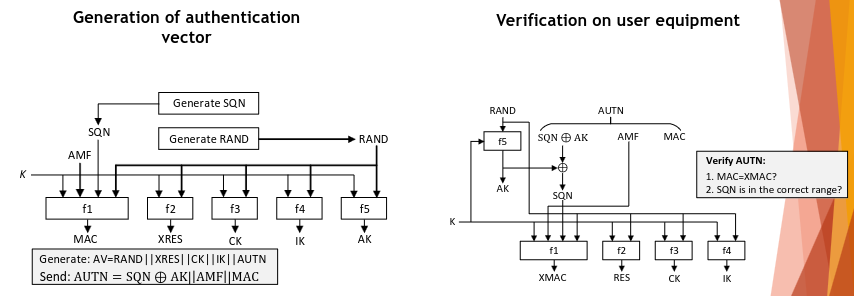 Generation of authentication
vector
Generate SQN
SQN
Generate RAND
RAND
AMF
K
f1
f2
f3
f4
f5
MAC
XRES
CK
IK
AK
Generate: AV=RAND||XRES||CK||IK||AUTN
Send: AUTN = SQN ⊕ AK||AMF||MAC
Verification on user equipment
RAND
AUTN
f5
SQN ⊕ AK
AMF
MAC
AK
SQN
Verify AUTN:
1. MAC=XMAC?
2. SQN is in the correct range?
K
f1
f2
f3
f4
XMAC
RES
CK
IK